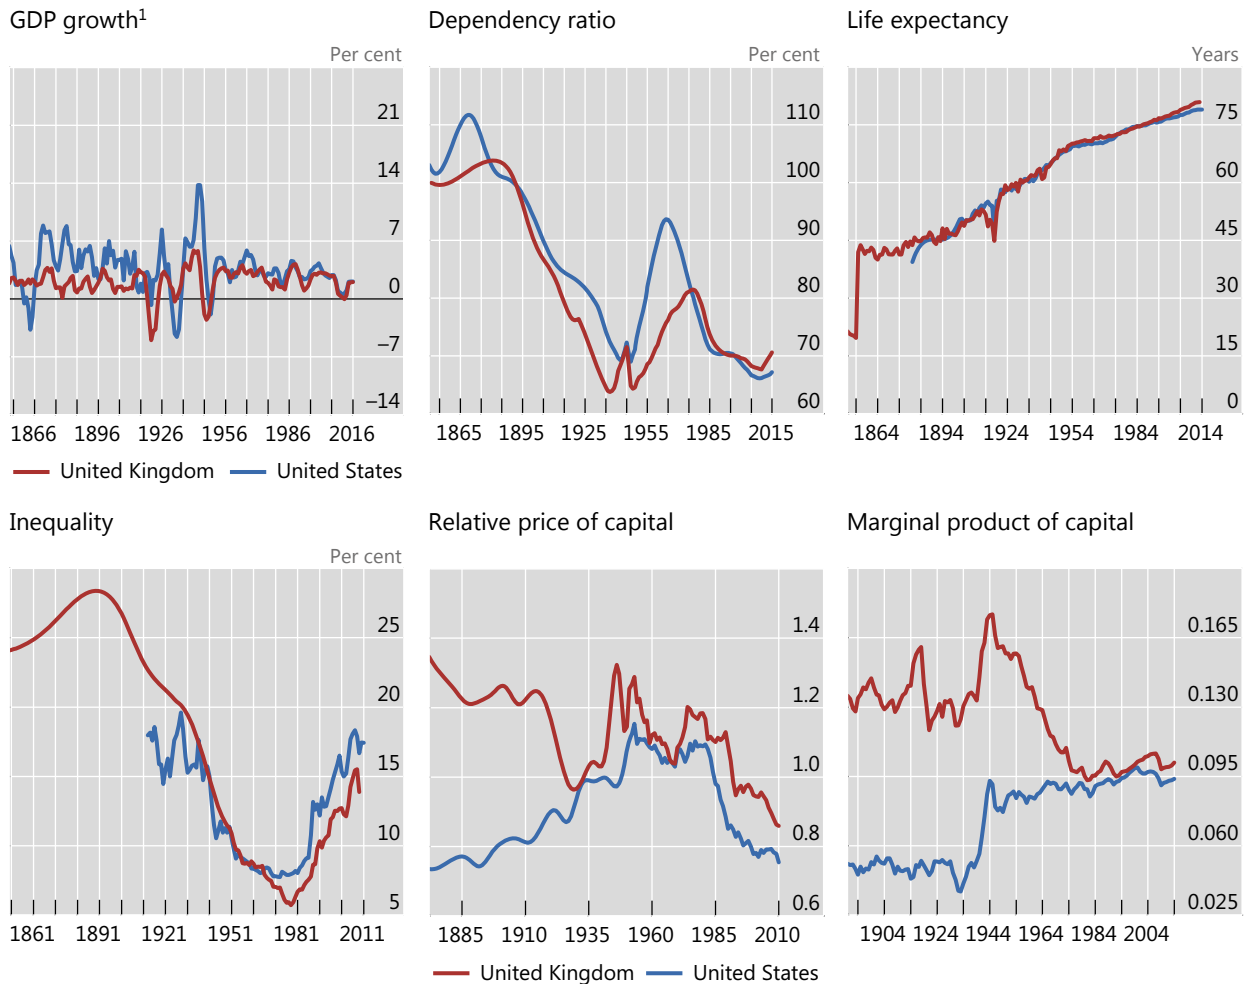 GDP growth¹
Per cent
21
14
7
0
–7
–14
1866 1896 1926 1956 1986 2016
Dependency ratio
Per cent
110
100
90
80
70
60
1865 1895 1925 1955 1985 2015
Life expectancy
Years
75
60
45
30
15
0
1864 1894 1924 1954 1984 2014
United Kingdom United States
Inequality
Per cent
25
20
15
10
5
1861 1891 1921 1951 1981 2011
Relative price of capital
1.4
1.2
1.0
0.8
0.6
1885 1910 1935 1960 1985 2010
Marginal product of capital
0.165
0.130
0.095
0.060
0.025
1904 1924 1944 1964 1984 2004
United Kingdom United States